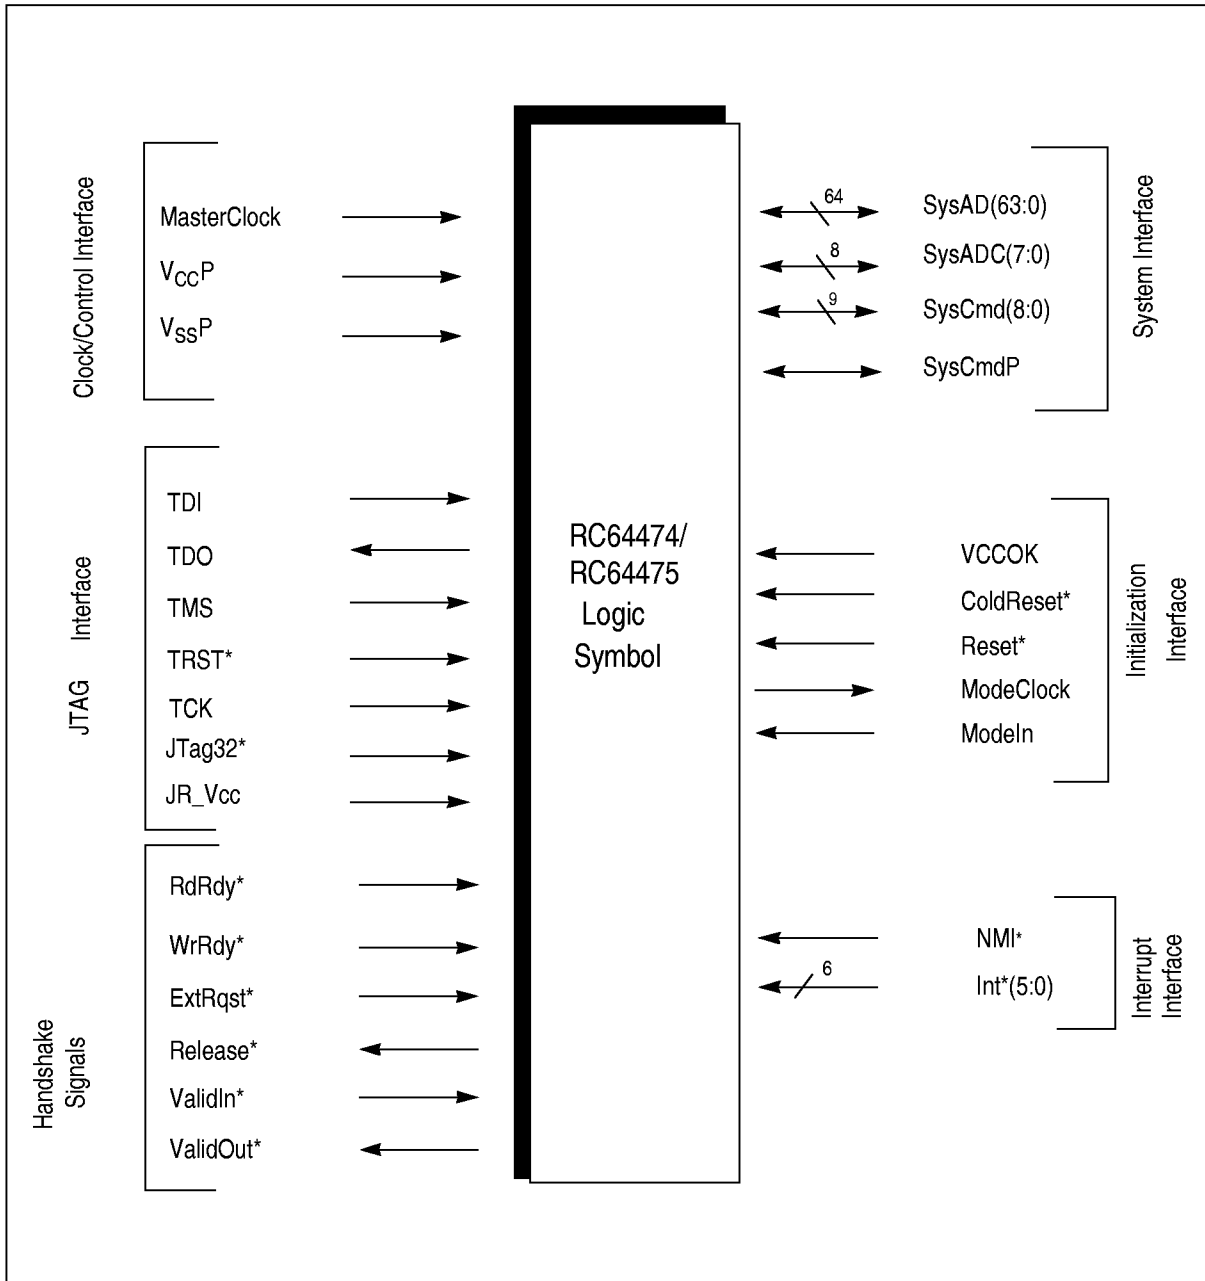 Clock/Control Interface
MasterClock
VCCP
VSSP
JTAG Interface
TDI
TDO
TMS
TRST*
TCK
JTag32*
JR_Vcc
Handshake
Signals
RdRdy*
WrRdy*
ExtRqst*
Release*
ValidIn*
ValidOut*
RC64474/
RC64475
Logic
Symbol
64
SysAD(63:0)
8
SysADC(7:0)
9
SysCmd(8:0)
SysCmdP
System Interface
VCCOK
ColdReset*
Reset*
ModeClock
ModeIn
Initialization
Interface
NMI*
6
Int*(5:0)
Interrupt
Interface